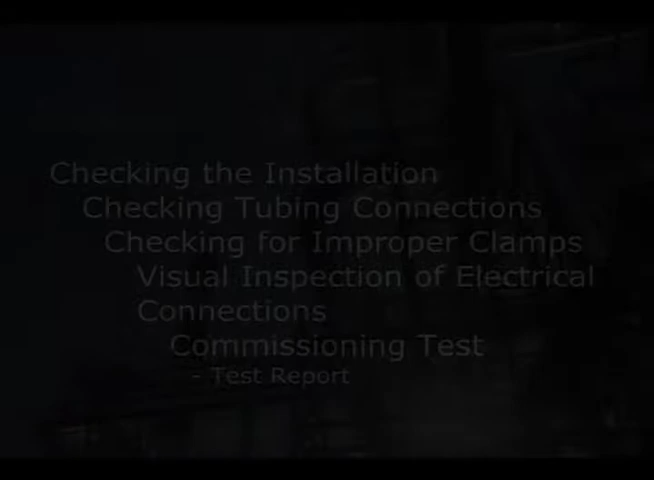 Checking the Installation
Checking Tubing Connections
Checking for Improper Clamps
Visual Inspection of Electrical
Connections
Commissioning Test
- Test Report